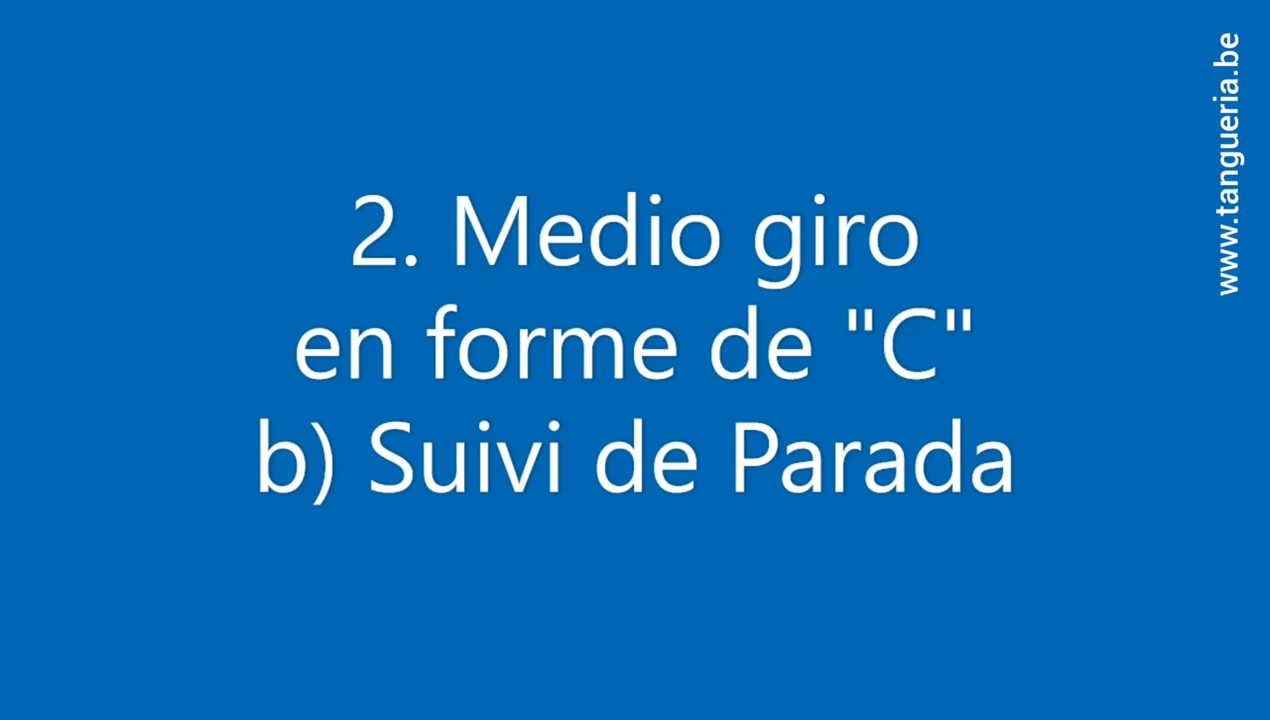 2. Medio giro
en forme de "C"
b) Suivi de Parada
www.tangueria.be